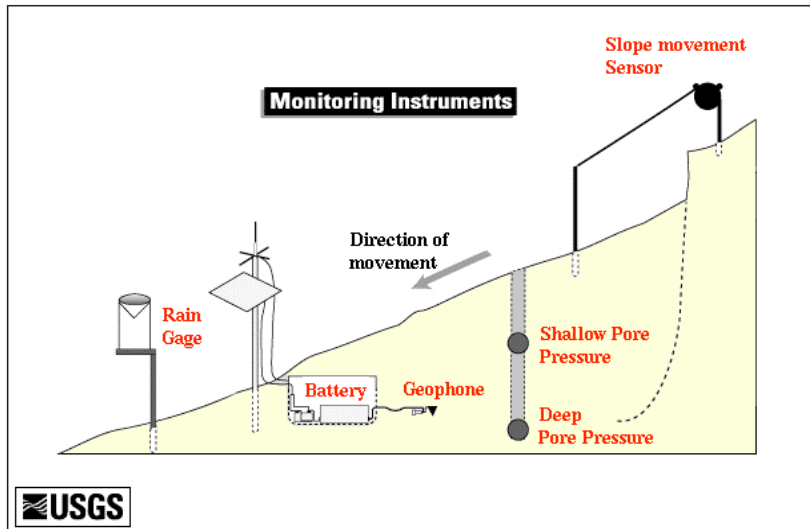 Slope movement
Sensor
Monitoring Instruments
Direction of
movement
Rain
Gage
Shallow Pore
Pressure
Battery
Geophone
Deep
Pore Pressure
USGS